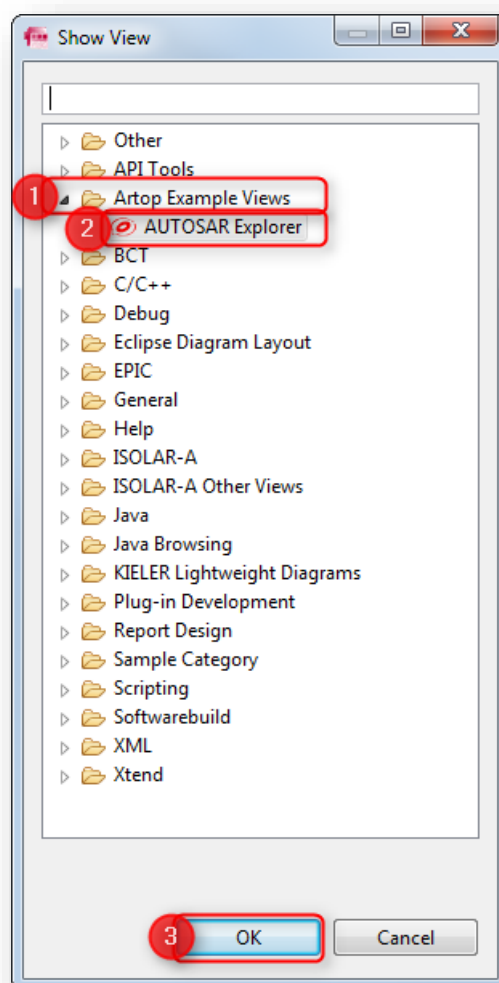 Show View
Other
API Tools
1 Artop Example Views
2 AUTOSAR Explorer
BCT
C/C++
Debug
Eclipse Diagram Layout
EPIC
General
Help
ISOLAR-A
ISOLAR-A Other Views
Java
Java Browsing
KIELER Lightweight Diagrams
Plug-in Development
Report Design
Sample Category
Scripting
Softwarebuild
XML
Xtend
3 OK Cancel